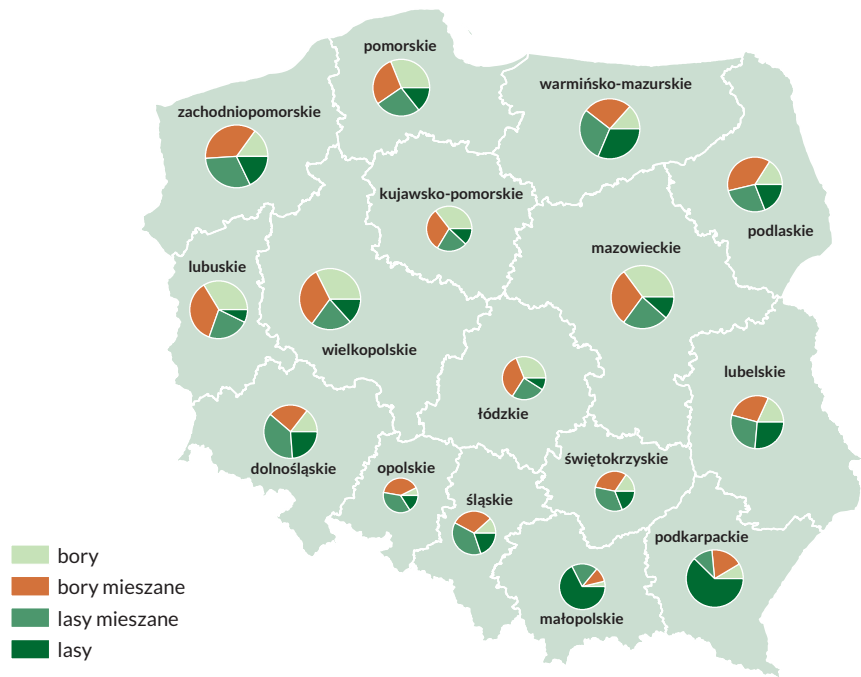 pomorskie
warmińsko-mazurskie
zachodniopomorskie
kujawsko-pomorskie
podlaskie
mazowieckie
lubuskie
wielkopolskie
lubelskie
łódzkie
świętokrzyskie
dolnośląskie
opolskie
śląskie
podkarpackie
małopolskie
bory
bory mieszane
lasy mieszane
lasy